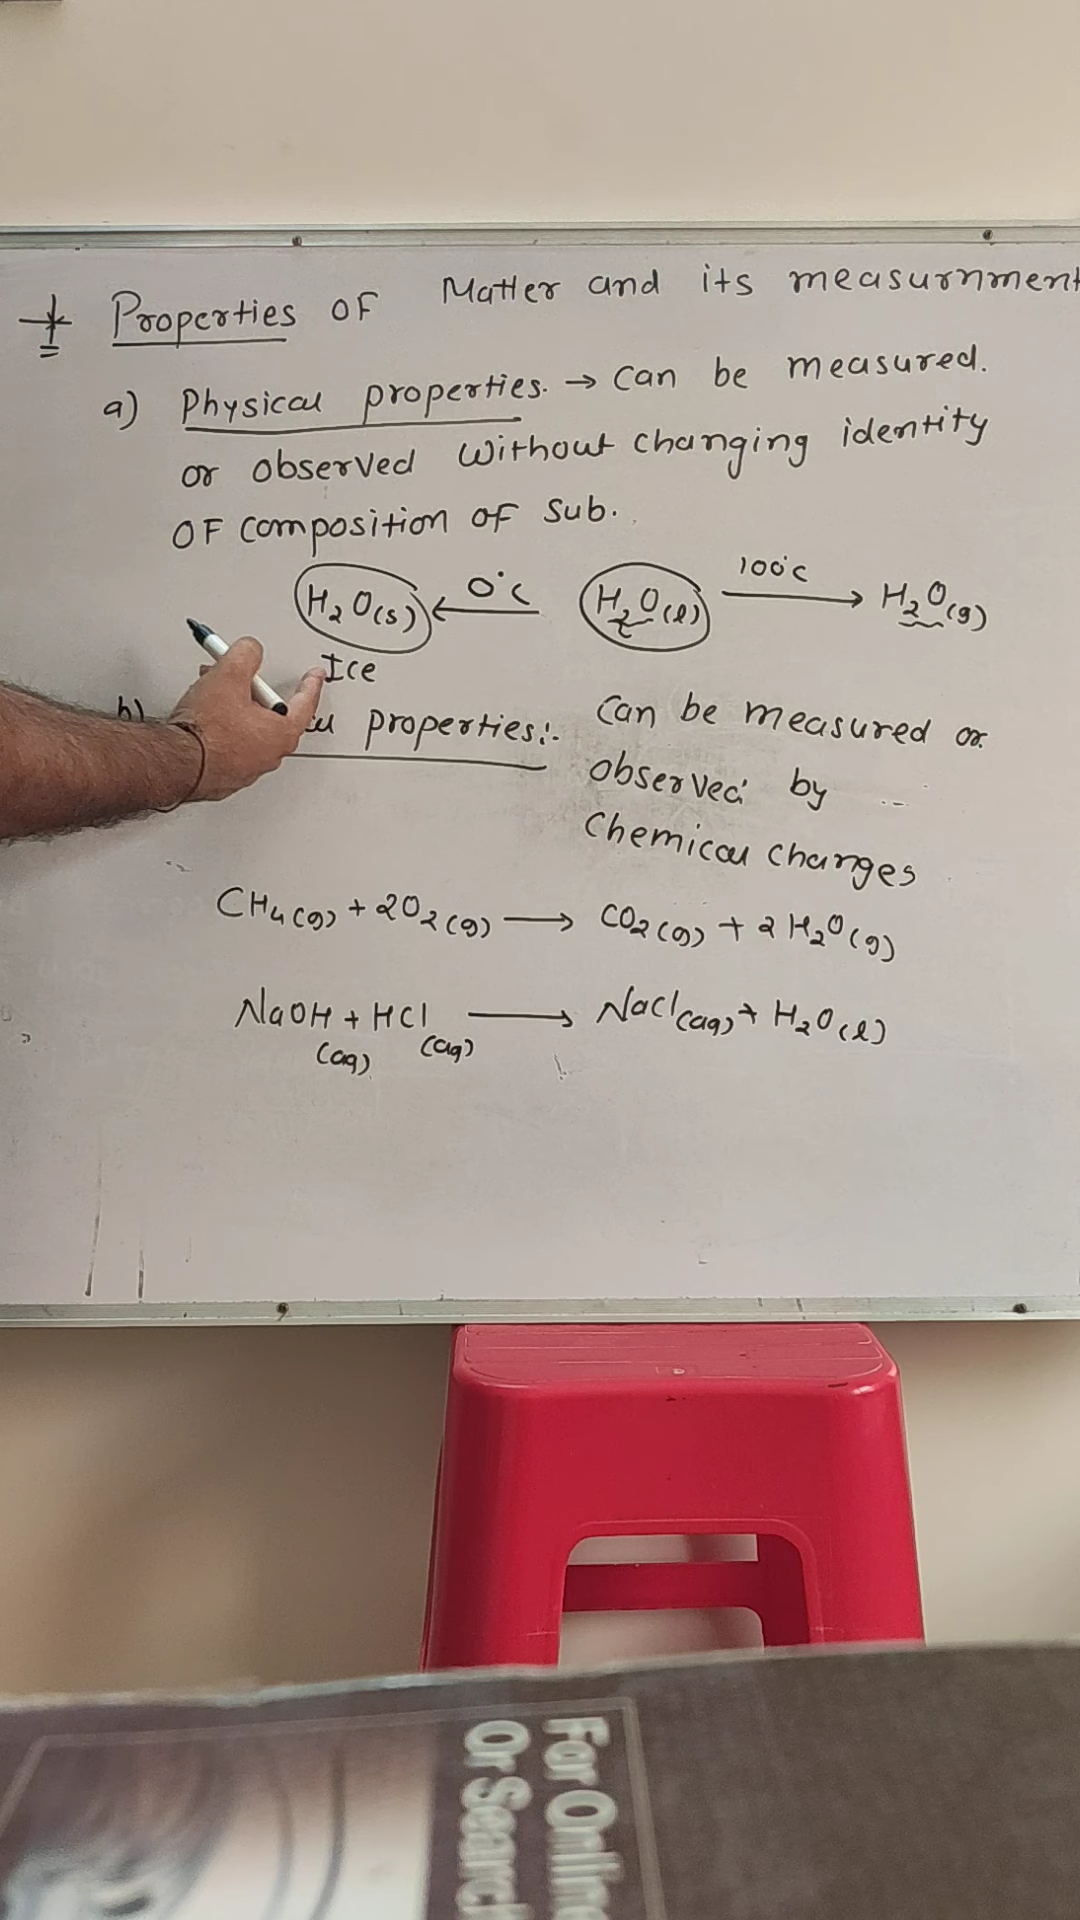 Properties OF Matter and its measurnment
a) Physical properties. → Can be measured.
or observed without changing identity
OF composition of sub.
H₂O(s) ← 0°C H₂O(l) 100°C → H₂O(g)
Ice
b) properties:- Can be measured or
observed by
Chemical changes
CH₄(g) + 2O₂(g) → CO₂(g) + 2H₂O(g)
NaOH(aq) + HCl(aq) → NaCl(aq) + H₂O(l)
For Online
Or Search